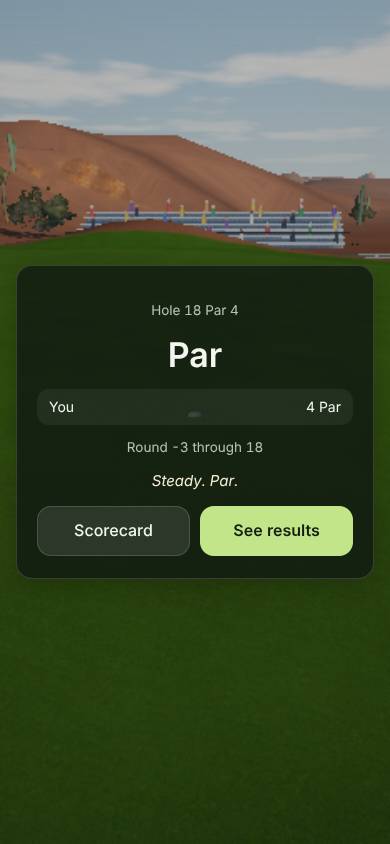 Hole 18 Par 4
Par
You 4 Par
Round -3 through 18
Steady. Par.
Scorecard See results